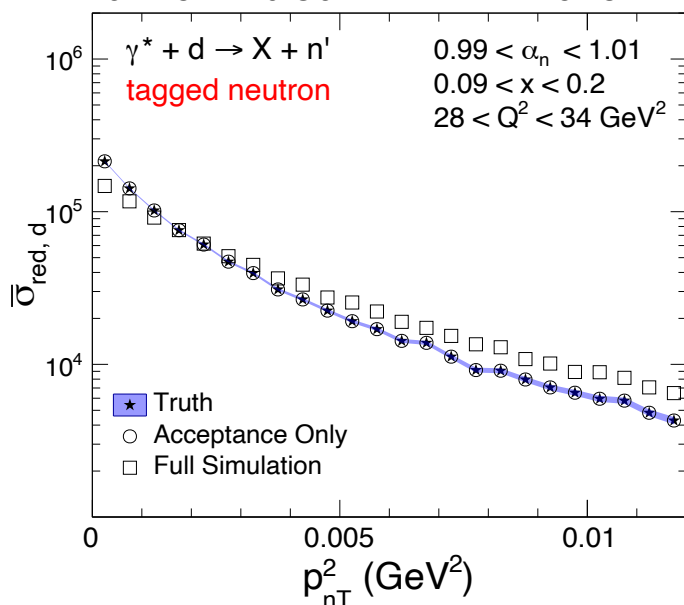 γ* + d → X + n'
tagged neutron
0.99 < α_n < 1.01
0.09 < x < 0.2
28 < Q² < 34 GeV²
10⁶
10⁵
10⁴
σ̅_red, d
Truth
Acceptance Only
Full Simulation
0
0.005
0.01
p²_nT (GeV²)